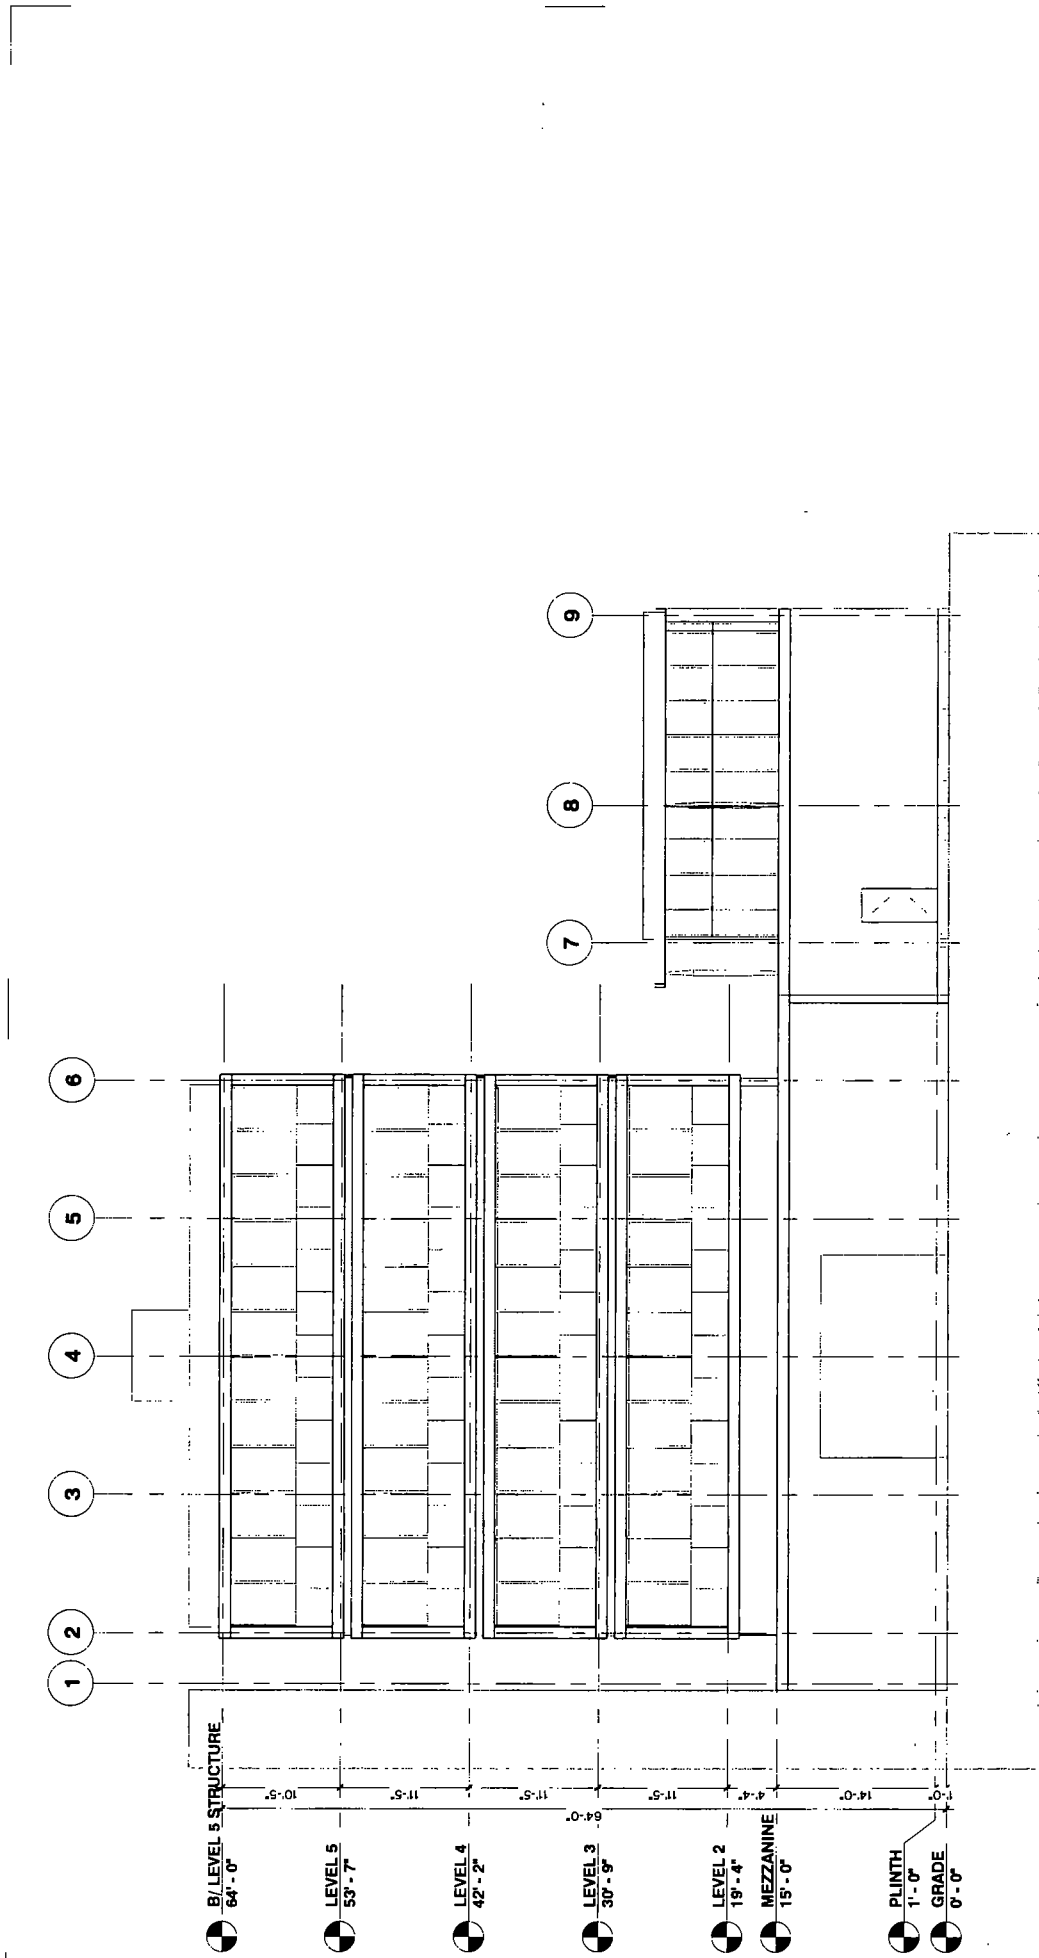 1
2
3
4
5
6
7
8
9
B/ LEVEL 5 STRUCTURE
64' - 0"
LEVEL 5
53' - 7"
LEVEL 4
42' - 2"
LEVEL 3
30' - 9"
LEVEL 2
19' - 4"
MEZZANINE
15' - 0"
PLINTH
1' - 0"
GRADE
0' - 0"
10'-5"
11'-5"
11'-5"
11'-5"
4'-4"
14'-0"
1'-0"
64'-0"